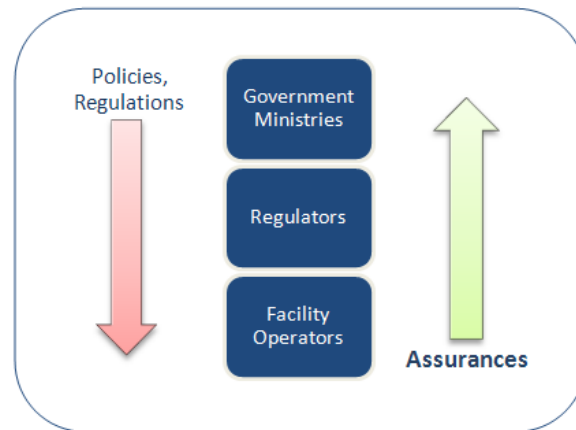 Policies,
Regulations
Government
Ministries
Regulators
Facility
Operators
Assurances